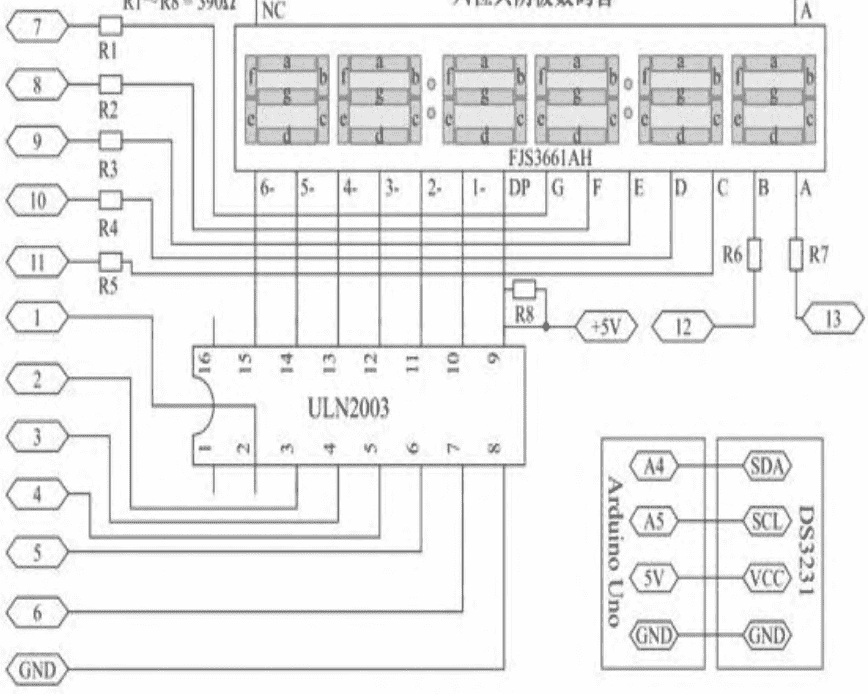 R1～R8 = 390Ω
NC
A
7
R1
8
R2
9
R3
10
R4
11
R5
1
2
3
4
5
6
GND
a a a a a a
f b f b f b f b f b f b
g g g g g g
e c e c e c e c e c e c
d d d d d d
FJS3661AH
6- 5- 4- 3- 2- 1- DP G F E D C B A
R6 R7
R8 +5V 12 13
16 15 14 13 12 11 10 9
ULN2003
1 2 3 4 5 6 7 8
Arduino Uno
A4 SDA
A5 SCL
5V VCC
GND GND
DS3231